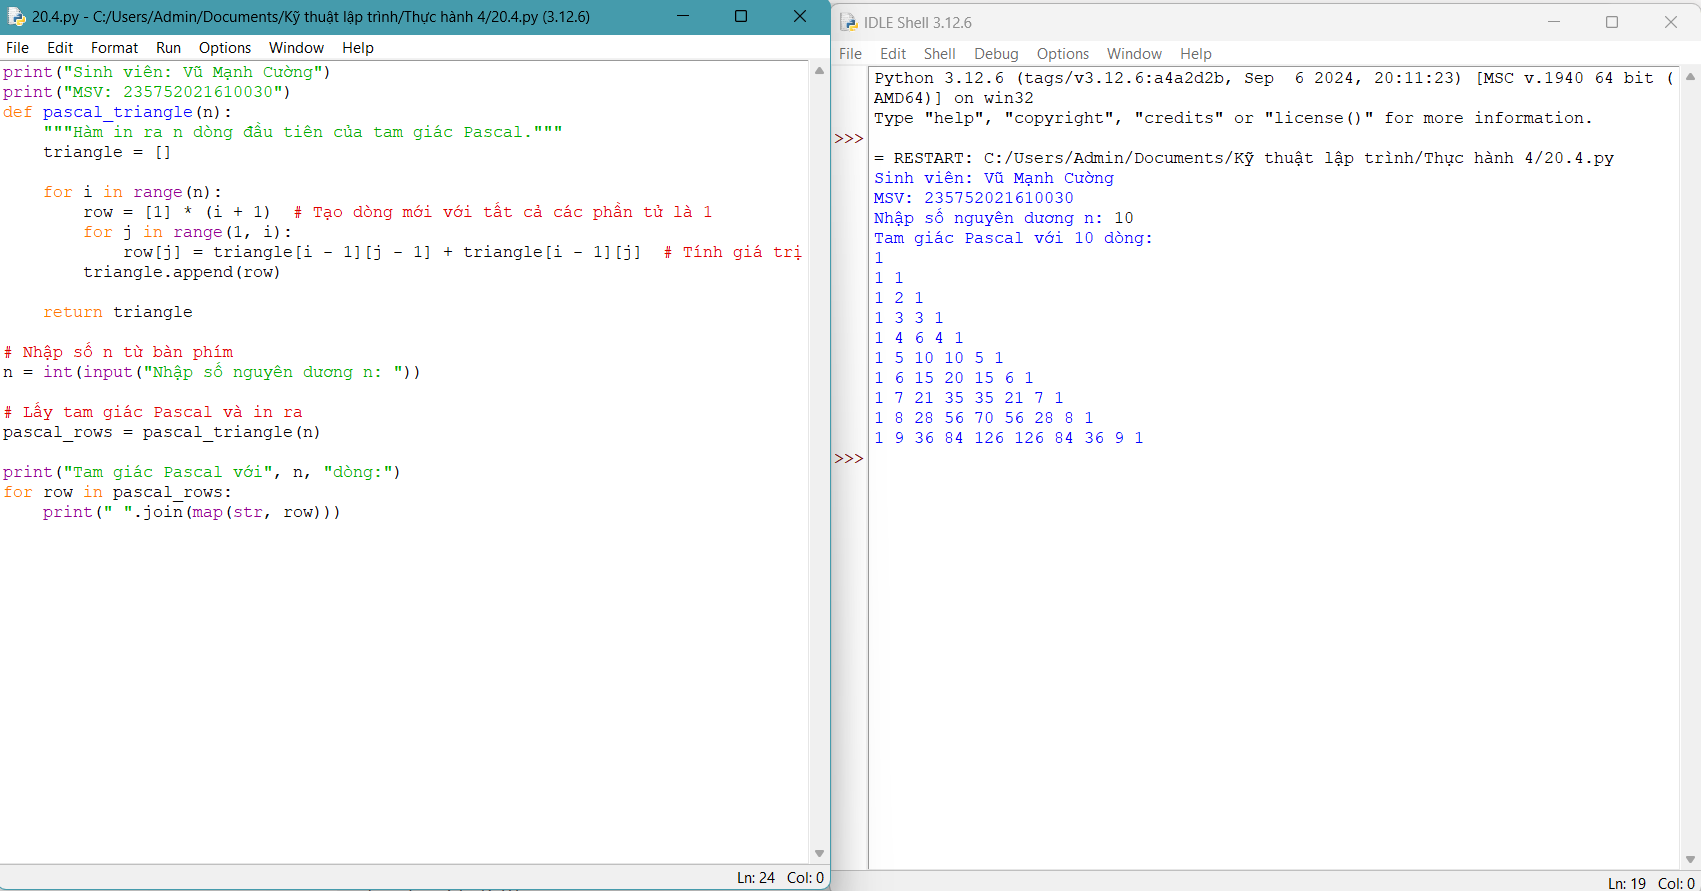 20.4.py - C:/Users/Admin/Documents/Kỹ thuật lập trình/Thực hành 4/20.4.py (3.12.6)
File Edit Format Run Options Window Help
print("Sinh viên: Vũ Mạnh Cường")
print("MSV: 235752021610030")
def pascal_triangle(n):
    """Hàm in ra n dòng đầu tiên của tam giác Pascal."""
    triangle = []
    for i in range(n):
        row = [1] * (i + 1)  # Tạo dòng mới với tất cả các phần tử là 1
        for j in range(1, i):
            row[j] = triangle[i - 1][j - 1] + triangle[i - 1][j]  # Tính giá trị
        triangle.append(row)
    return triangle
# Nhập số n từ bàn phím
n = int(input("Nhập số nguyên dương n: "))
# Lấy tam giác Pascal và in ra
pascal_rows = pascal_triangle(n)
print("Tam giác Pascal với", n, "dòng:")
for row in pascal_rows:
    print(" ".join(map(str, row)))
Ln: 24 Col: 0
IDLE Shell 3.12.6
File Edit Shell Debug Options Window Help
Python 3.12.6 (tags/v3.12.6:a4a2d2b, Sep  6 2024, 20:11:23) [MSC v.1940 64 bit (
AMD64)] on win32
Type "help", "copyright", "credits" or "license()" for more information.
>>>
= RESTART: C:/Users/Admin/Documents/Kỹ thuật lập trình/Thực hành 4/20.4.py
Sinh viên: Vũ Mạnh Cường
MSV: 235752021610030
Nhập số nguyên dương n: 10
Tam giác Pascal với 10 dòng:
1
1 1
1 2 1
1 3 3 1
1 4 6 4 1
1 5 10 10 5 1
1 6 15 20 15 6 1
1 7 21 35 35 21 7 1
1 8 28 56 70 56 28 8 1
1 9 36 84 126 126 84 36 9 1
>>>
Ln: 19 Col: 0